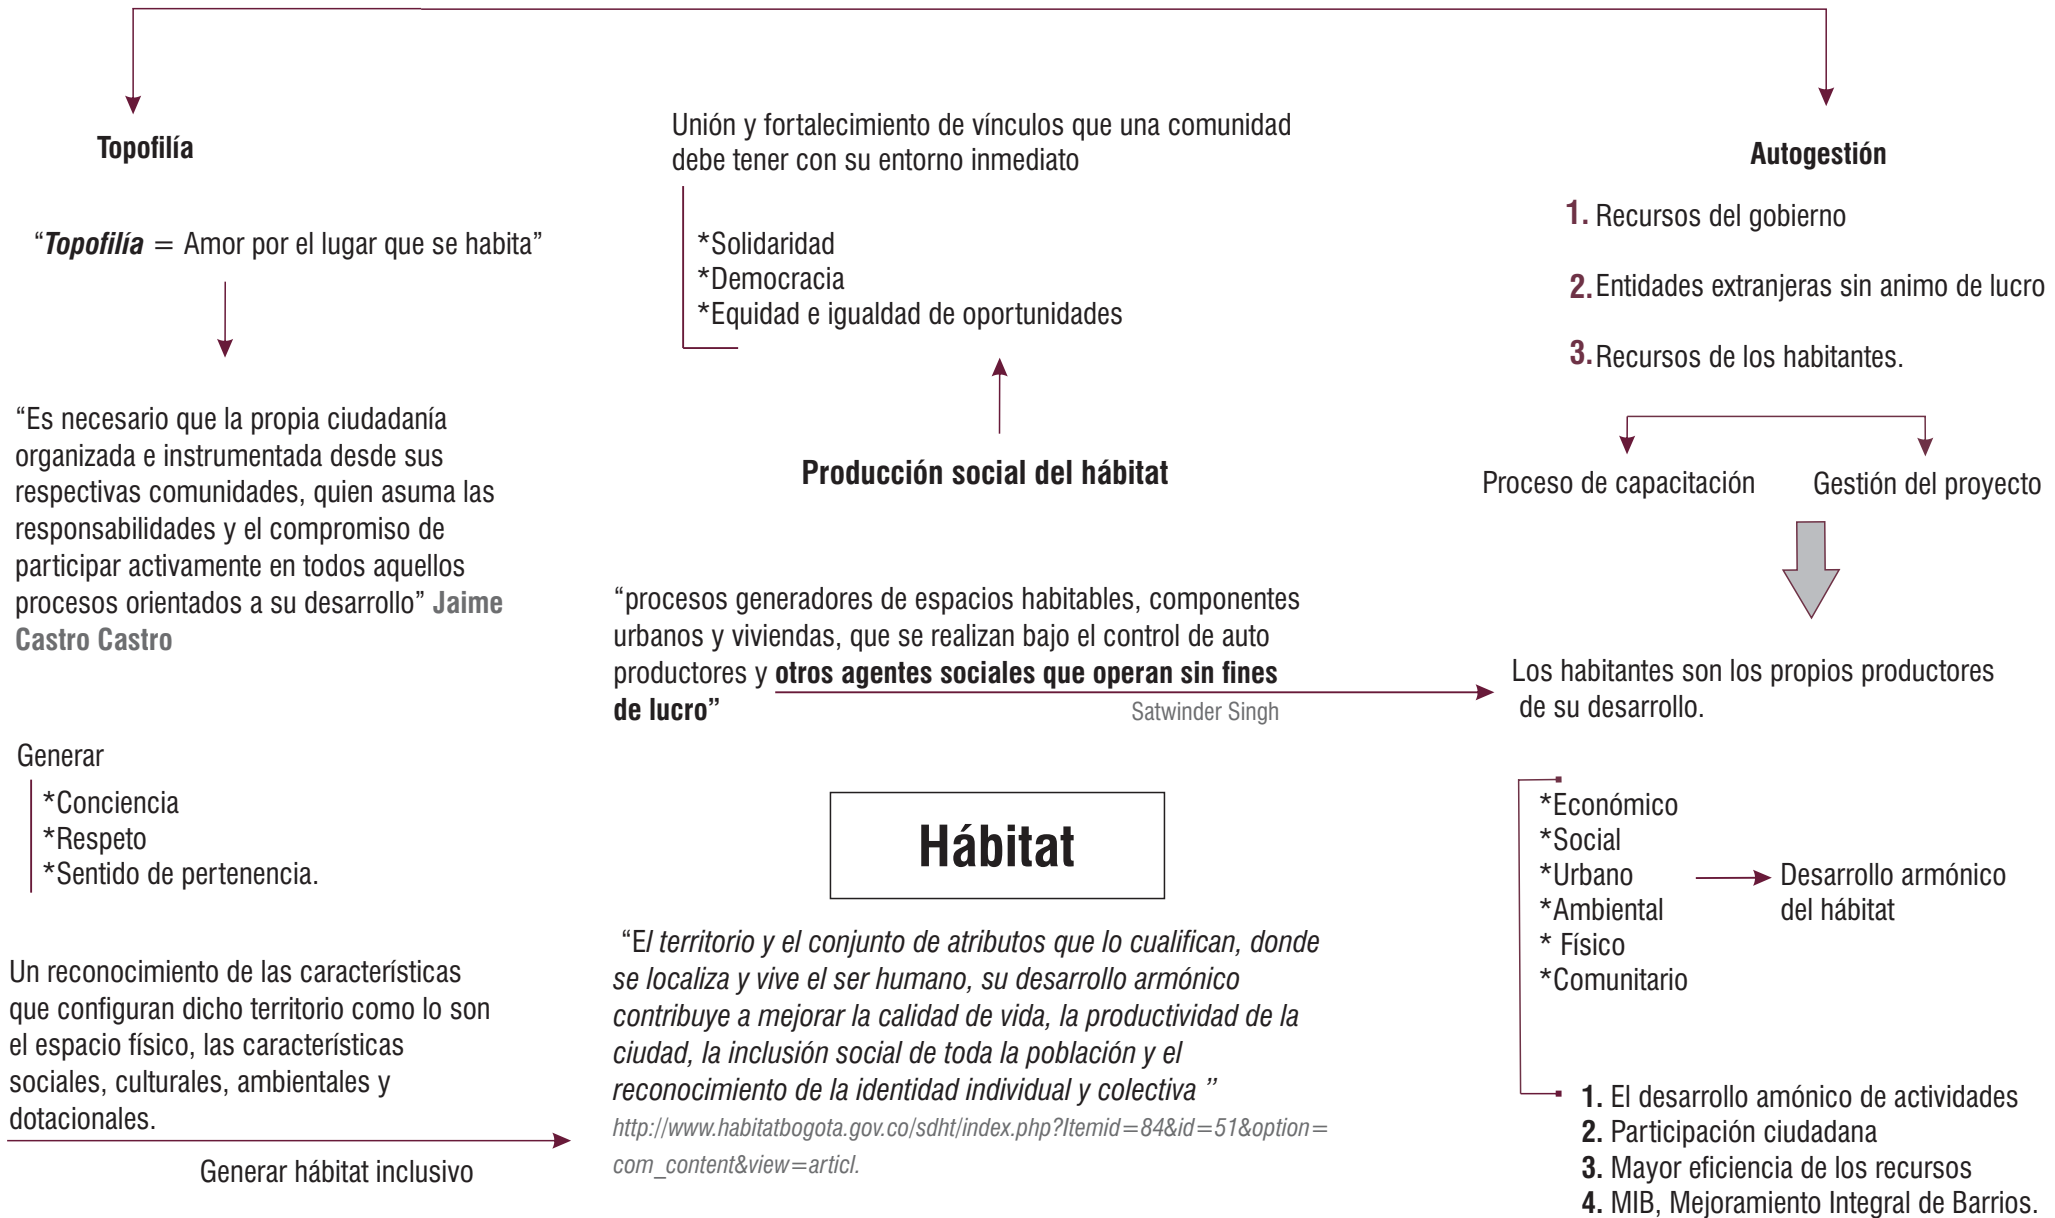 Topofilía
“Topofilía = Amor por el lugar que se habita”
“Es necesario que la propia ciudadanía
organizada e instrumentada desde sus
respectivas comunidades, quien asuma las
responsabilidades y el compromiso de
participar activamente en todos aquellos
procesos orientados a su desarrollo” Jaime
Castro Castro
Generar
*Conciencia
*Respeto
*Sentido de pertenencia.
Un reconocimiento de las características
que configuran dicho territorio como lo son
el espacio físico, las características
sociales, culturales, ambientales y
dotacionales.
Generar hábitat inclusivo
Unión y fortalecimiento de vínculos que una comunidad
debe tener con su entorno inmediato
*Solidaridad
*Democracia
*Equidad e igualdad de oportunidades
Producción social del hábitat
“procesos generadores de espacios habitables, componentes
urbanos y viviendas, que se realizan bajo el control de auto
productores y otros agentes sociales que operan sin fines
de lucro”
Satwinder Singh
Hábitat
“El territorio y el conjunto de atributos que lo cualifican, donde
se localiza y vive el ser humano, su desarrollo armónico
contribuye a mejorar la calidad de vida, la productividad de la
ciudad, la inclusión social de toda la población y el
reconocimiento de la identidad individual y colectiva ”
http://www.habitatbogota.gov.co/sdht/index.php?Itemid=84&id=51&option=
com_content&view=articl.
Autogestión
1. Recursos del gobierno
2. Entidades extranjeras sin animo de lucro
3. Recursos de los habitantes.
Proceso de capacitación
Gestión del proyecto
Los habitantes son los propios productores
de su desarrollo.
*Económico
*Social
*Urbano
*Ambiental
* Físico
*Comunitario
Desarrollo armónico
del hábitat
1. El desarrollo amónico de actividades
2. Participación ciudadana
3. Mayor eficiencia de los recursos
4. MIB, Mejoramiento Integral de Barrios.